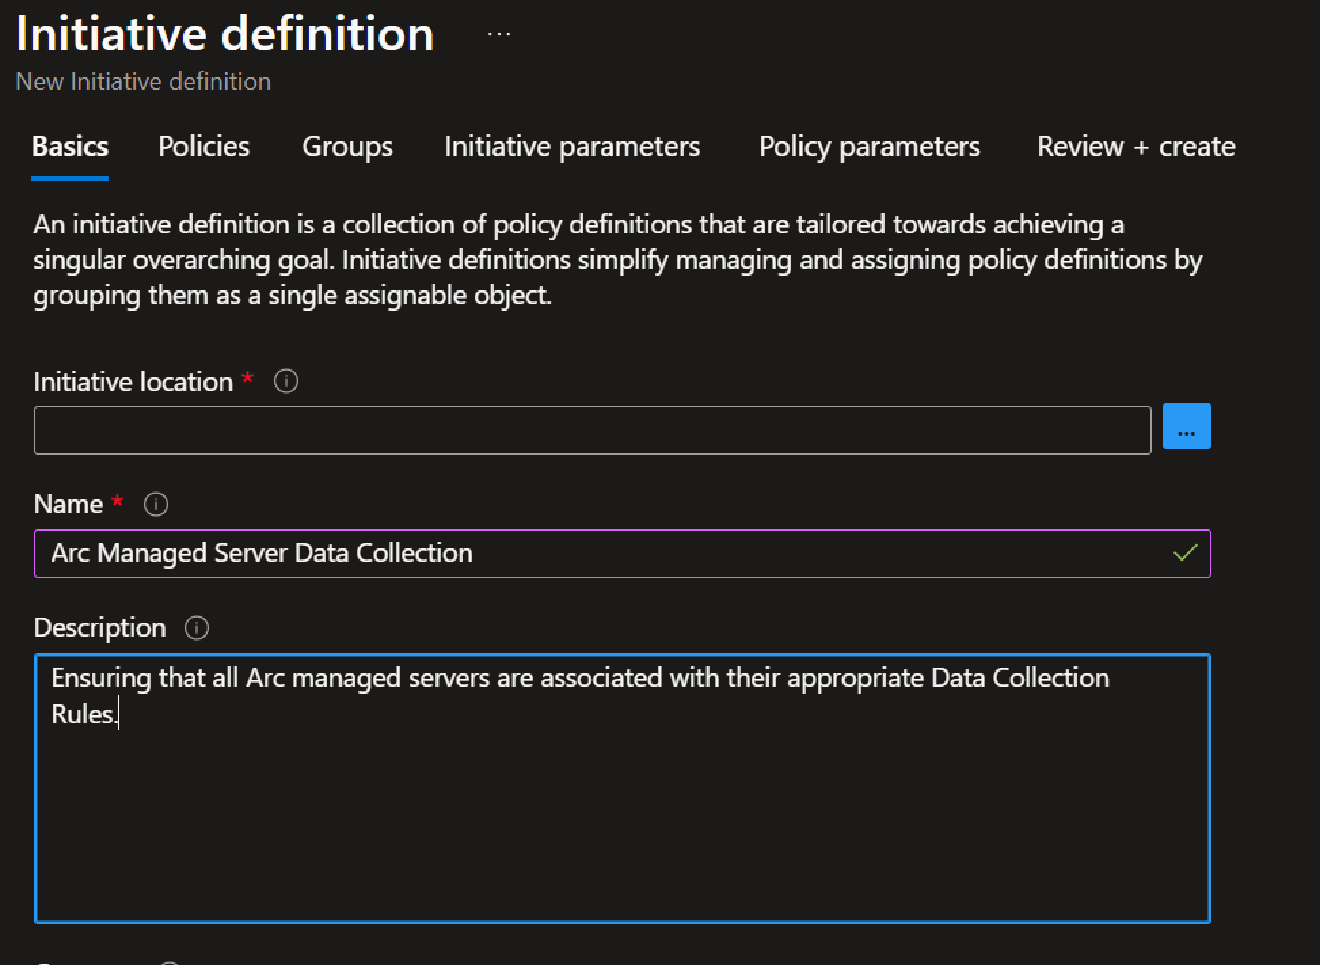 Initiative definition ...
New Initiative definition
Basics Policies Groups Initiative parameters Policy parameters Review + create
An initiative definition is a collection of policy definitions that are tailored towards achieving a
singular overarching goal. Initiative definitions simplify managing and assigning policy definitions by
grouping them as a single assignable object.
Initiative location *
...
Name *
Arc Managed Server Data Collection
Description
Ensuring that all Arc managed servers are associated with their appropriate Data Collection
Rules.